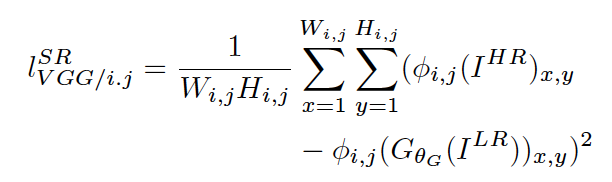 l^{SR}_{VGG/i.j} = \frac{1}{W_{i,j}H_{i,j}} \sum_{x=1}^{W_{i,j}} \sum_{y=1}^{H_{i,j}} (\phi_{i,j}(I^{HR})_{x,y}
- \phi_{i,j}(G_{\theta_G}(I^{LR}))_{x,y})^2